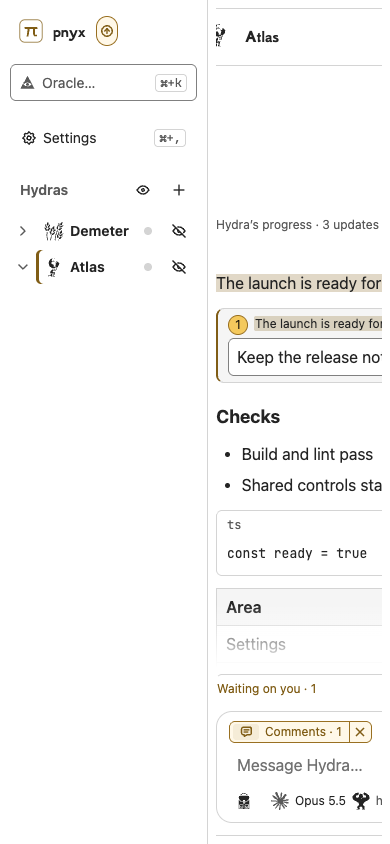 π pnyx
Oracle... ⌘+k
Settings ⌘+,
Hydras
Demeter
Atlas
Atlas
Hydra's progress · 3 updates
The launch is ready for
1 The launch is ready for
Keep the release
Checks
• Build and lint pass
• Shared controls
ts
const ready = true
Area
Settings
Waiting on you · 1
Comments · 1
Message Hydra...
Opus 5.5